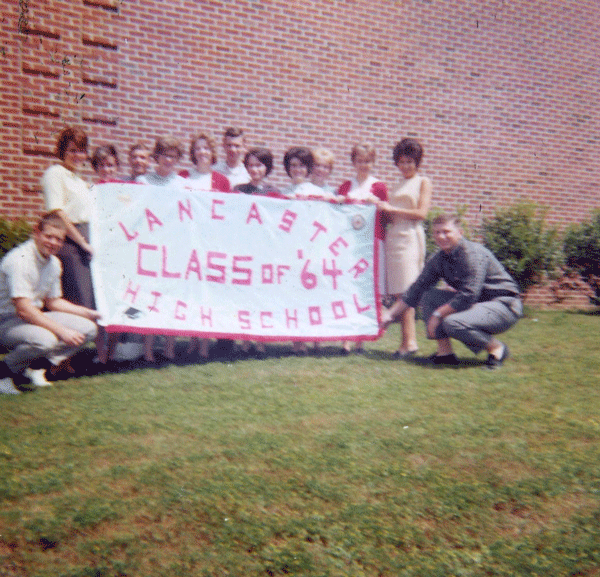 LANCASTER
CLASS OF '64
HIGH SCHOOL